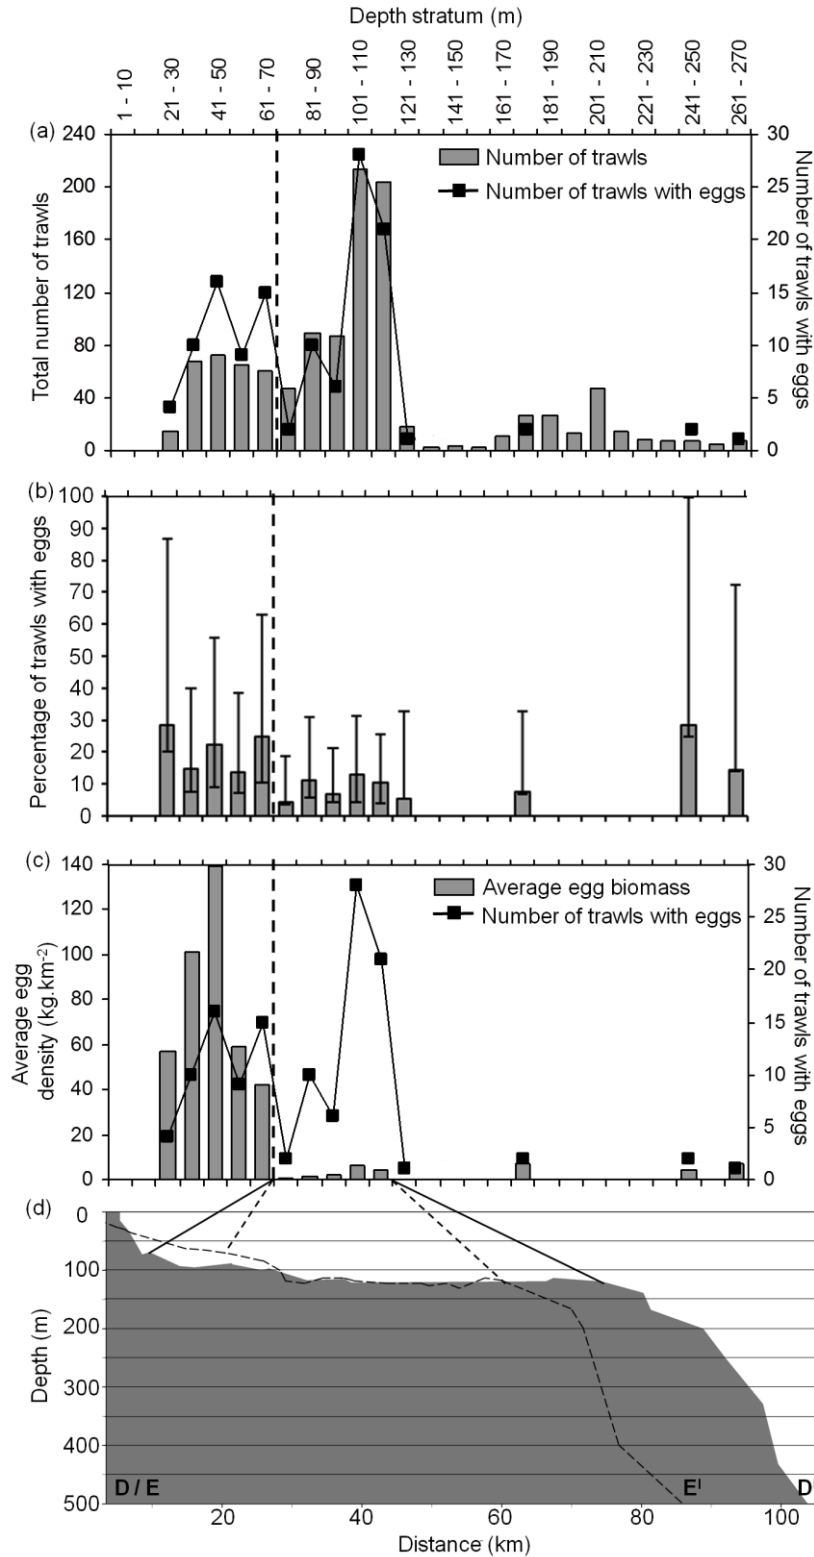 Depth stratum (m)
1 - 10
21 - 30
41 - 50
61 - 70
81 - 90
101 - 110
121 - 130
141 - 150
161 - 170
181 - 190
201 - 210
221 - 230
241 - 250
261 - 270
(a)
240
200
160
120
80
40
0
Total number of trawls
Number of trawls
Number of trawls with eggs
30
25
20
15
10
5
0
Number of trawls
with eggs
(b)
100
90
80
70
60
50
40
30
20
10
0
Percentage of trawls with eggs
(c)
140
120
100
80
60
40
20
0
Average egg
density (kg.km-2)
Average egg biomass
Number of trawls with eggs
30
25
20
15
10
5
0
Number of trawls
with eggs
(d)
0
100
200
300
400
500
Depth (m)
D / E
EI
D
20
40
60
80
100
Distance (km)